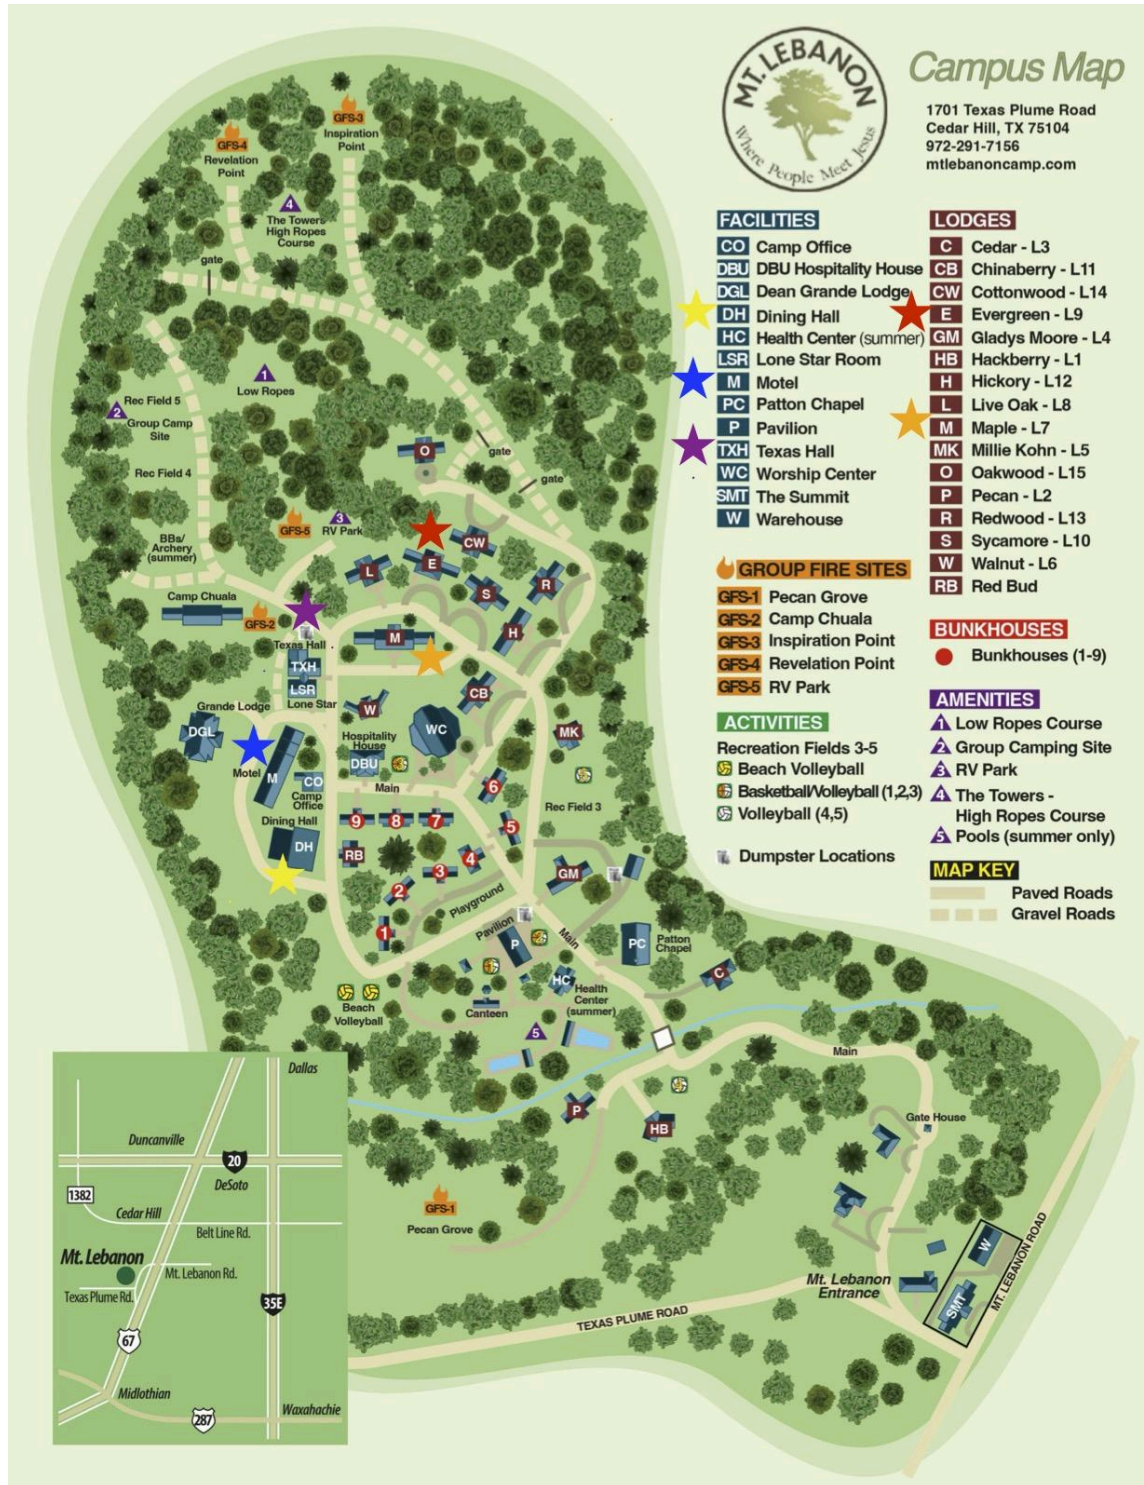 MT. LEBANON
Where People Meet Jesus
Campus Map
1701 Texas Plume Road
Cedar Hill, TX 75104
972-291-7156
mtlebanoncamp.com
FACILITIES
CO Camp Office
DBU DBU Hospitality House
DGL Dean Grande Lodge
DH Dining Hall
HC Health Center (summer)
LSR Lone Star Room
M Motel
PC Patton Chapel
P Pavilion
TXH Texas Hall
WC Worship Center
SMT The Summit
W Warehouse
LODGES
C Cedar - L3
CB Chinaberry - L11
CW Cottonwood - L14
E Evergreen - L9
GM Gladys Moore - L4
HB Hackberry - L1
H Hickory - L12
L Live Oak - L8
M Maple - L7
MK Millie Kohn - L5
O Oakwood - L15
P Pecan - L2
R Redwood - L13
S Sycamore - L10
W Walnut - L6
RB Red Bud
GROUP FIRE SITES
GFS-1 Pecan Grove
GFS-2 Camp Chuala
GFS-3 Inspiration Point
GFS-4 Revelation Point
GFS-5 RV Park
BUNKHOUSES
Bunkhouses (1-9)
ACTIVITIES
Recreation Fields 3-5
Beach Volleyball
Basketball/Volleyball (1,2,3)
Volleyball (4,5)
Dumpster Locations
AMENITIES
1 Low Ropes Course
2 Group Camping Site
3 RV Park
4 The Towers -
High Ropes Course
5 Pools (summer only)
MAP KEY
Paved Roads
Gravel Roads
GFS-3
Inspiration
Point
GFS-4
Revelation
Point
4
The Towers
High Ropes
Course
gate
1
Low Ropes
Rec Field 5
2
Group Camp
Site
Rec Field 4
O
gate
gate
GFS-5
3
RV Park
BBs/
Archery
(summer)
CW
E
L
S
R
Camp Chuala
GFS-2
Texas Hall
TXH
LSR
Lone Star
M
H
CB
W
WC
MK
Grande Lodge
DGL
Hospitality
House
DBU
Motel
M
CO
Camp
Office
Main
6
Rec Field 3
Dining Hall
DH
9
8
7
5
RB
4
3
2
1
GM
Playground
Pavilion
P
Main
PC
Patton
Chapel
C
HC
Health
Center
(summer)
Beach
Volleyball
Canteen
5
Main
P
HB
Gate House
GFS-1
Pecan Grove
W
SMT
Mt. Lebanon
Entrance
MT. LEBANON ROAD
TEXAS PLUME ROAD
Dallas
Duncanville
20
DeSoto
1382
Cedar Hill
Belt Line Rd.
Mt. Lebanon
Mt. Lebanon Rd.
Texas Plume Rd.
35E
67
Midlothian
287
Waxahachie